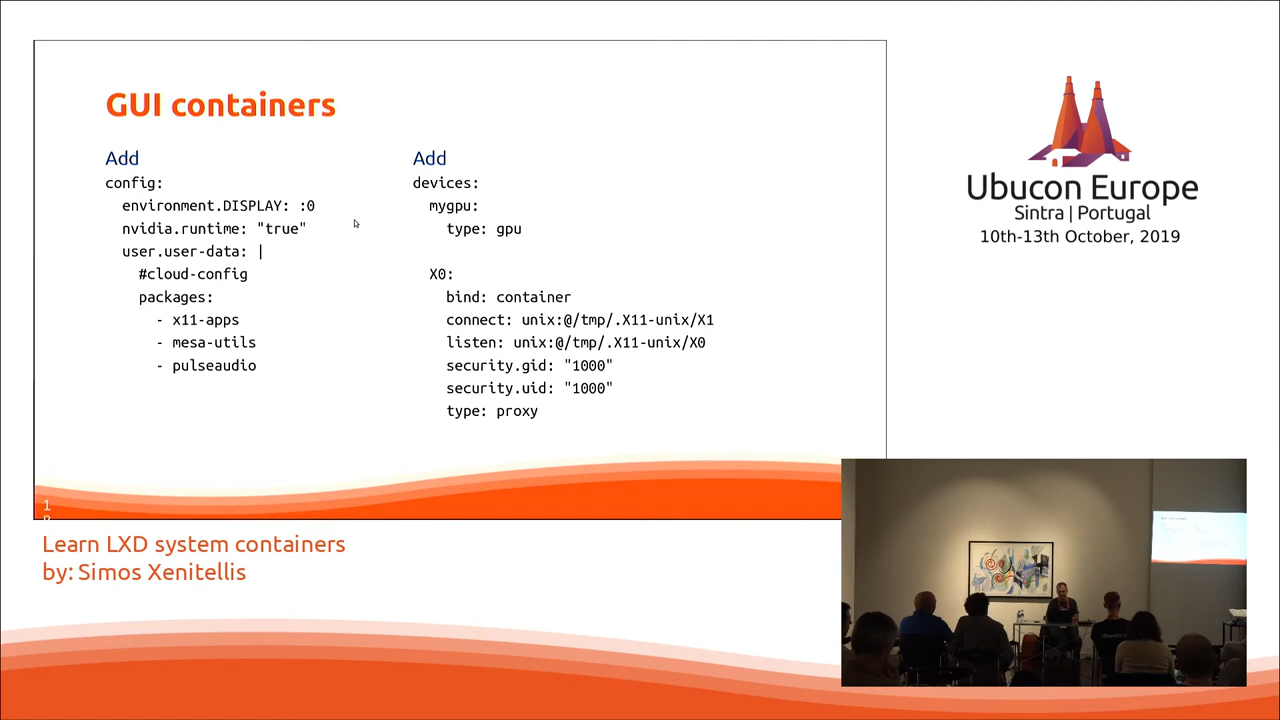 GUI containers
Add
config:
environment.DISPLAY: :0
nvidia.runtime: "true"
user.user-data: |
#cloud-config
packages:
- x11-apps
- mesa-utils
- pulseaudio
Add
devices:
mygpu:
type: gpu
X0:
bind: container
connect: unix:@/tmp/.X11-unix/X1
listen: unix:@/tmp/.X11-unix/X0
security.gid: "1000"
security.uid: "1000"
type: proxy
Ubucon Europe
Sintra | Portugal
10th-13th October, 2019
Learn LXD system containers
by: Simos Xenitellis